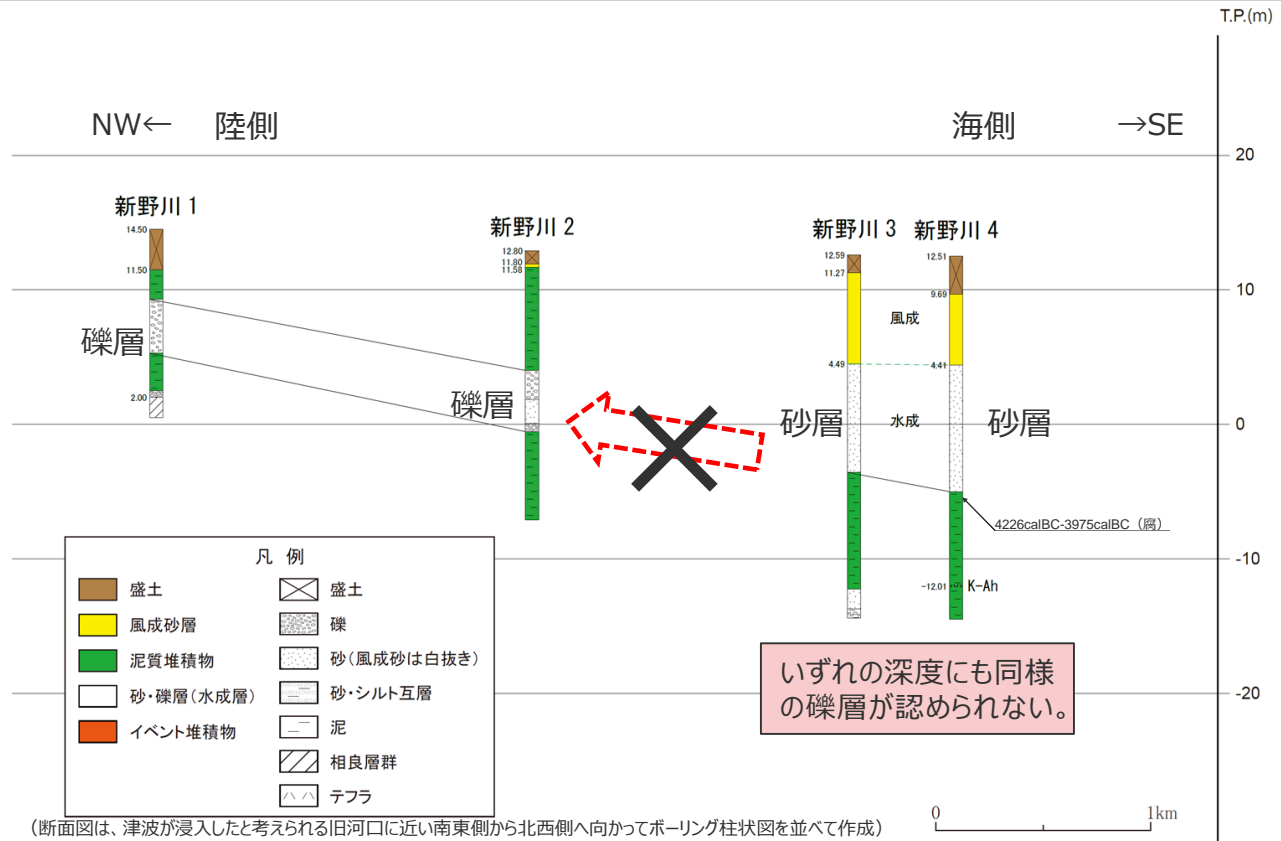 T.P.(m)
NW← 陸側
海側 →SE
20
新野川 1
14.50
11.50
2.00
礫層
新野川 2
12.80
11.80
11.58
礫層
新野川 3
12.59
11.27
4.49
新野川 4
12.51
9.69
4.41
10
風成
水成
砂層
砂層
0
4226calBC-3975calBC（腐）
-10
-12.01
K-Ah
いずれの深度にも同様
の礫層が認められない。
-20
凡 例
盛土
風成砂層
泥質堆積物
砂・礫層(水成層)
イベント堆積物
盛土
礫
砂(風成砂は白抜き)
砂・シルト互層
泥
相良層群
テフラ
0
1km
（断面図は、津波が浸入したと考えられる旧河口に近い南東側から北西側へ向かってボーリング柱状図を並べて作成）